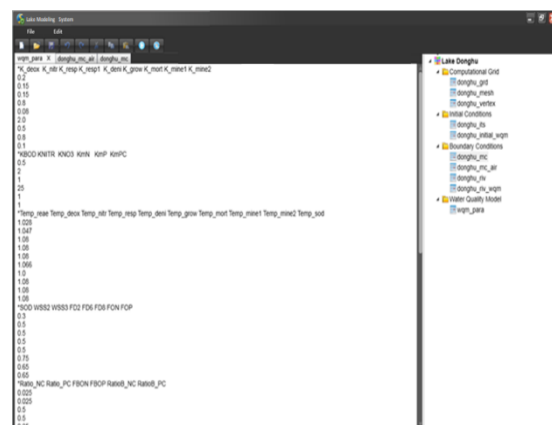 Lake Modeling System
File Edit
wqm_para X donghu_mc_air donghu_mc
*K_deox K_nitr K_resp K_resp1 K_deni K_grow K_mort K_mine1 K_mine2
0.2
0.15
0.15
0.8
0.08
2.0
0.5
0.8
0.1
*KBOD KNITR KNO3 KmN KmP KmPC
0.5
2
1
25
1
1
*Temp_reae Temp_deox Temp_nitr Temp_resp Temp_deni Temp_grow Temp_mort Temp_mine1 Temp_mine2 Temp_sod
1.028
1.047
1.08
1.08
1.08
1.066
1.0
1.08
1.08
1.08
*SOD WSS2 WSS3 FD2 FD6 FD8 FON FOP
0.3
0.5
0.5
0.5
0.5
0.75
0.65
0.65
*Ratio_NC Ratio_PC FBON FBOP RatioB_NC RatioB_PC
0.025
0.025
0.5
0.5
Lake Donghu
Computational Grid
donghu_grd
donghu_mesh
donghu_vertex
Initial Conditions
donghu_its
donghu_initial_wqm
Boundary Conditions
donghu_mc
donghu_mc_air
donghu_riv
donghu_riv_wqm
Water Quality Model
wqm_para